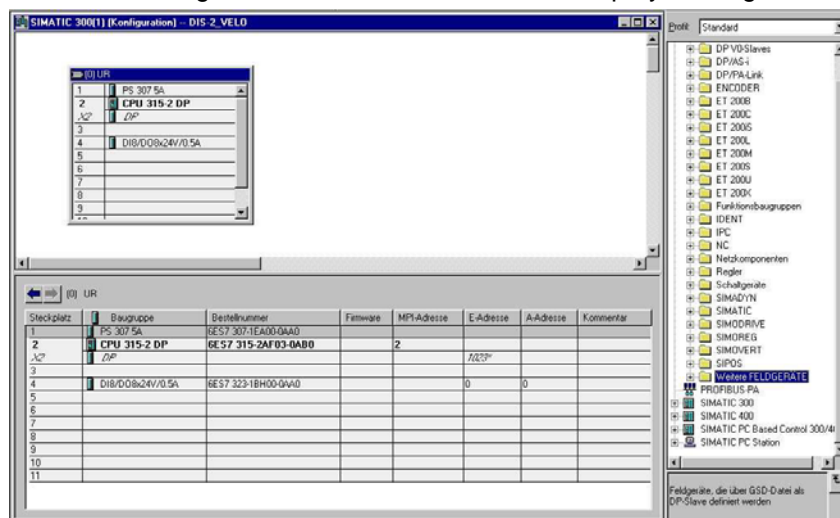 SIMATIC 300(1) (Konfiguration) -- DIS-2_VELO
(0) UR
1 PS 307 5A
2 CPU 315-2 DP
X2 DP
3
4 DI8/DO8x24V/0.5A
5
6
7
8
9
(0) UR
Steckplatz Baugruppe Bestellnummer Firmware MPI-Adresse E-Adresse A-Adresse Kommentar
1 PS 307 5A 6ES7 307-1EA00-0AA0
2 CPU 315-2 DP 6ES7 315-2AF03-0AB0 2
X2 DP 1023*
3
4 DI8/DO8x24V/0.5A 6ES7 323-1BH00-0AA0 0 0
5
6
7
8
9
10
11
Profil: Standard
DP V0-Slaves
DP/AS-i
DP/PA-Link
ENCODER
ET 200B
ET 200C
ET 200iS
ET 200L
ET 200M
ET 200S
ET 200U
ET 200X
Funktionsbaugruppen
IDENT
IPC
NC
Netzkomponenten
Regler
Schaltgeräte
SIMADYN
SIMATIC
SIMODRIVE
SIMOREG
SIMOVERT
SIPOS
Weitere FELDGERÄTE
PROFIBUS-PA
SIMATIC 300
SIMATIC 400
SIMATIC PC Based Control 300/4
SIMATIC PC Station
Feldgeräte, die über GSD-Datei als
DP-Slave definiert werden